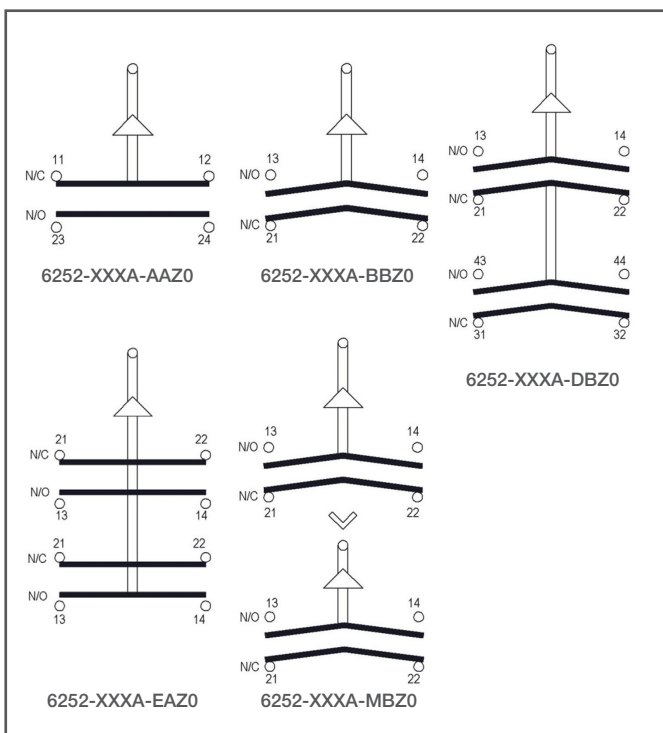 11 12
N/C
N/O
23 24
6252-XXXA-AAZ0
13 14
N/O
N/C
21 22
6252-XXXA-BBZ0
13 14
N/O
N/C
21 22
43 44
N/O
N/C
31 32
6252-XXXA-DBZ0
21 22
N/C
N/O
13 14
21 22
N/C
N/O
13 14
6252-XXXA-EAZ0
13 14
N/O
N/C
21 22
13 14
N/O
N/C
21 22
6252-XXXA-MBZ0